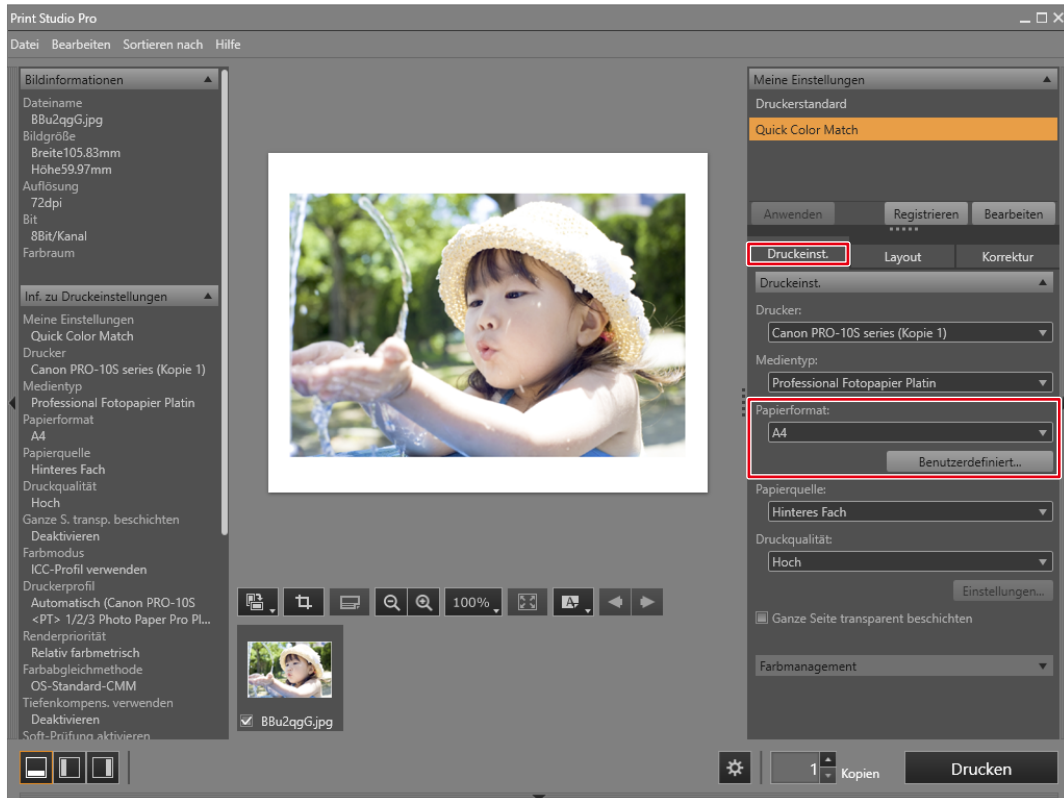 Print Studio Pro
Datei Bearbeiten Sortieren nach Hilfe
Bildinformationen
Dateiname
BBu2qgG.jpg
Bildgröße
Breite105.83mm
Höhe59.97mm
Auflösung
72dpi
Bit
8Bit/Kanal
Farbraum
Inf. zu Druckeinstellungen
Meine Einstellungen
Quick Color Match
Drucker
Canon PRO-10S series (Kopie 1)
Medientyp
Professional Fotopapier Platin
Papierformat
A4
Papierquelle
Hinteres Fach
Druckqualität
Hoch
Ganze S. transp. beschichten
Deaktivieren
Farbmodus
ICC-Profil verwenden
Druckerprofil
Automatisch (Canon PRO-10S
<PT> 1/2/3 Photo Paper Pro Pl...
Renderpriorität
Relativ farbmetrisch
Farbabgleichmethode
OS-Standard-CMM
Tiefenkompens. verwenden
Deaktivieren
Soft-Prüfung aktivieren
100%
A
BBu2qgG.jpg
Meine Einstellungen
Druckerstandard
Quick Color Match
Anwenden Registrieren Bearbeiten
Druckeinst. Layout Korrektur
Druckeinst.
Drucker:
Canon PRO-10S series (Kopie 1)
Medientyp:
Professional Fotopapier Platin
Papierformat:
A4
Benutzerdefiniert...
Papierquelle:
Hinteres Fach
Druckqualität:
Hoch
Einstellungen...
Ganze Seite transparent beschichten
Farbmanagement
1 Kopien Drucken